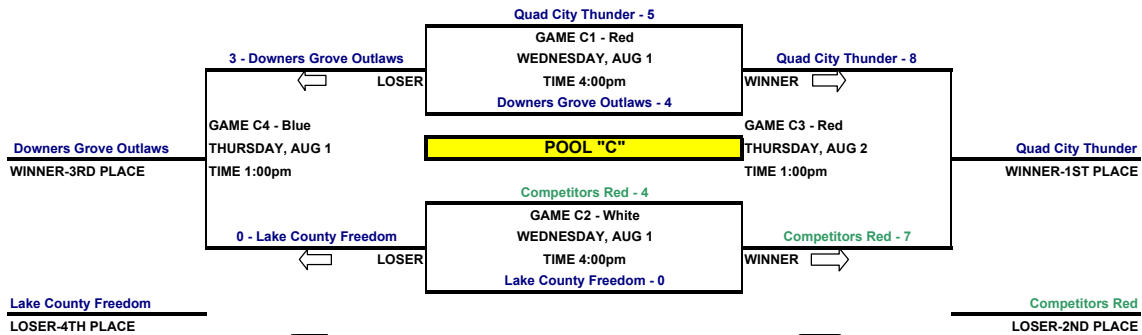 Quad City Thunder - 5
GAME C1 - Red
3 - Downers Grove Outlaws
WEDNESDAY, AUG 1
Quad City Thunder - 8
LOSER
TIME 4:00pm
WINNER
Downers Grove Outlaws - 4
GAME C4 - Blue
GAME C3 - Red
Downers Grove Outlaws
THURSDAY, AUG 1
POOL "C"
THURSDAY, AUG 2
Quad City Thunder
WINNER-3RD PLACE
TIME 1:00pm
TIME 1:00pm
WINNER-1ST PLACE
Competitors Red - 4
GAME C2 - White
0 - Lake County Freedom
WEDNESDAY, AUG 1
Competitors Red - 7
LOSER
TIME 4:00pm
WINNER
Lake County Freedom - 0
Lake County Freedom
Competitors Red
LOSER-4TH PLACE
LOSER-2ND PLACE